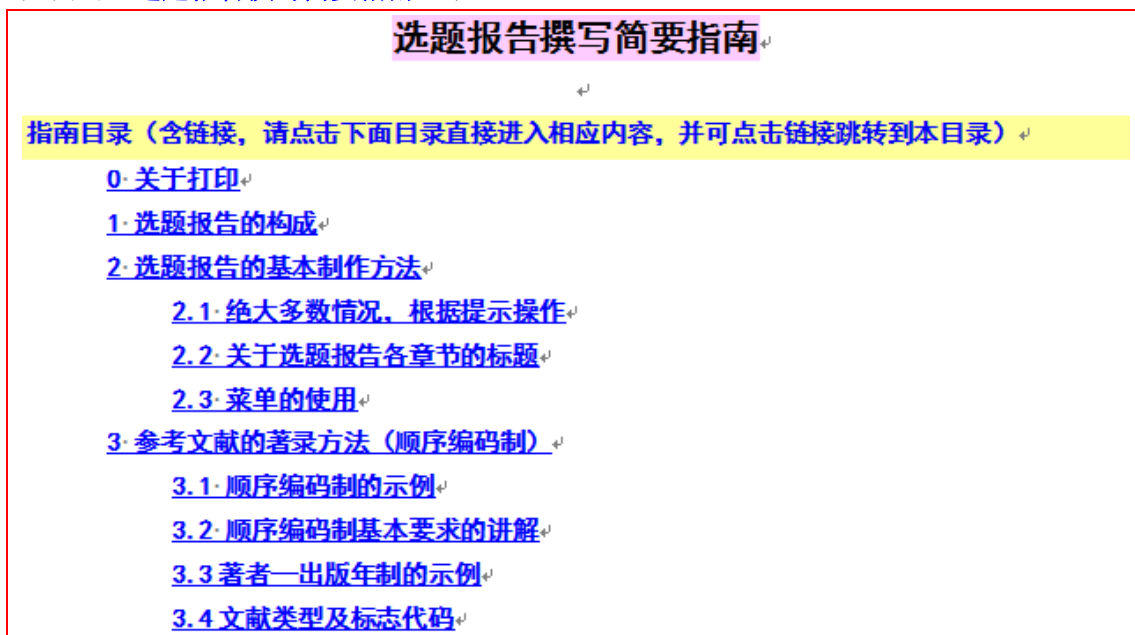 选题报告撰写简要指南
指南目录（含链接，请点击下面目录直接进入相应内容，并可点击链接跳转到本目录）
0 关于打印
1 选题报告的构成
2 选题报告的基本制作方法
2.1 绝大多数情况，根据提示操作
2.2 关于选题报告各章节的标题
2.3 菜单的使用
3 参考文献的著录方法（顺序编码制）
3.1 顺序编码制的示例
3.2 顺序编码制基本要求的讲解
3.3 著者—出版年制的示例
3.4 文献类型及标志代码